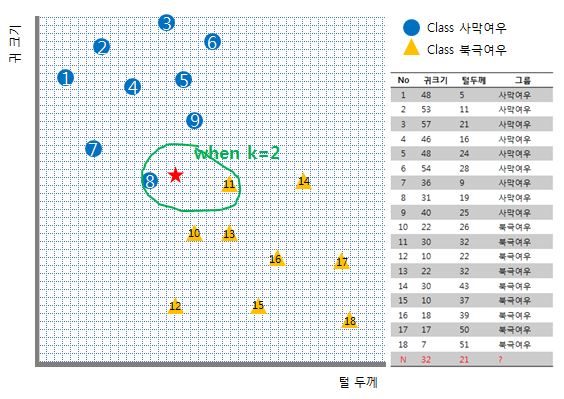 귀 크기
1
2
3
4
5
6
7
8
9
10
11
12
13
14
15
16
17
18
when k=2
털 두께
Class 사막여우
Class 북극여우
No 귀크기 털두께 그룹
1 48 5 사막여우
2 53 11 사막여우
3 57 21 사막여우
4 46 16 사막여우
5 48 24 사막여우
6 54 28 사막여우
7 36 9 사막여우
8 31 19 사막여우
9 40 25 사막여우
10 22 26 북극여우
11 30 32 북극여우
12 10 22 북극여우
13 22 32 북극여우
14 30 43 북극여우
15 10 37 북극여우
16 18 39 북극여우
17 17 50 북극여우
18 7 51 북극여우
N 32 21 ?